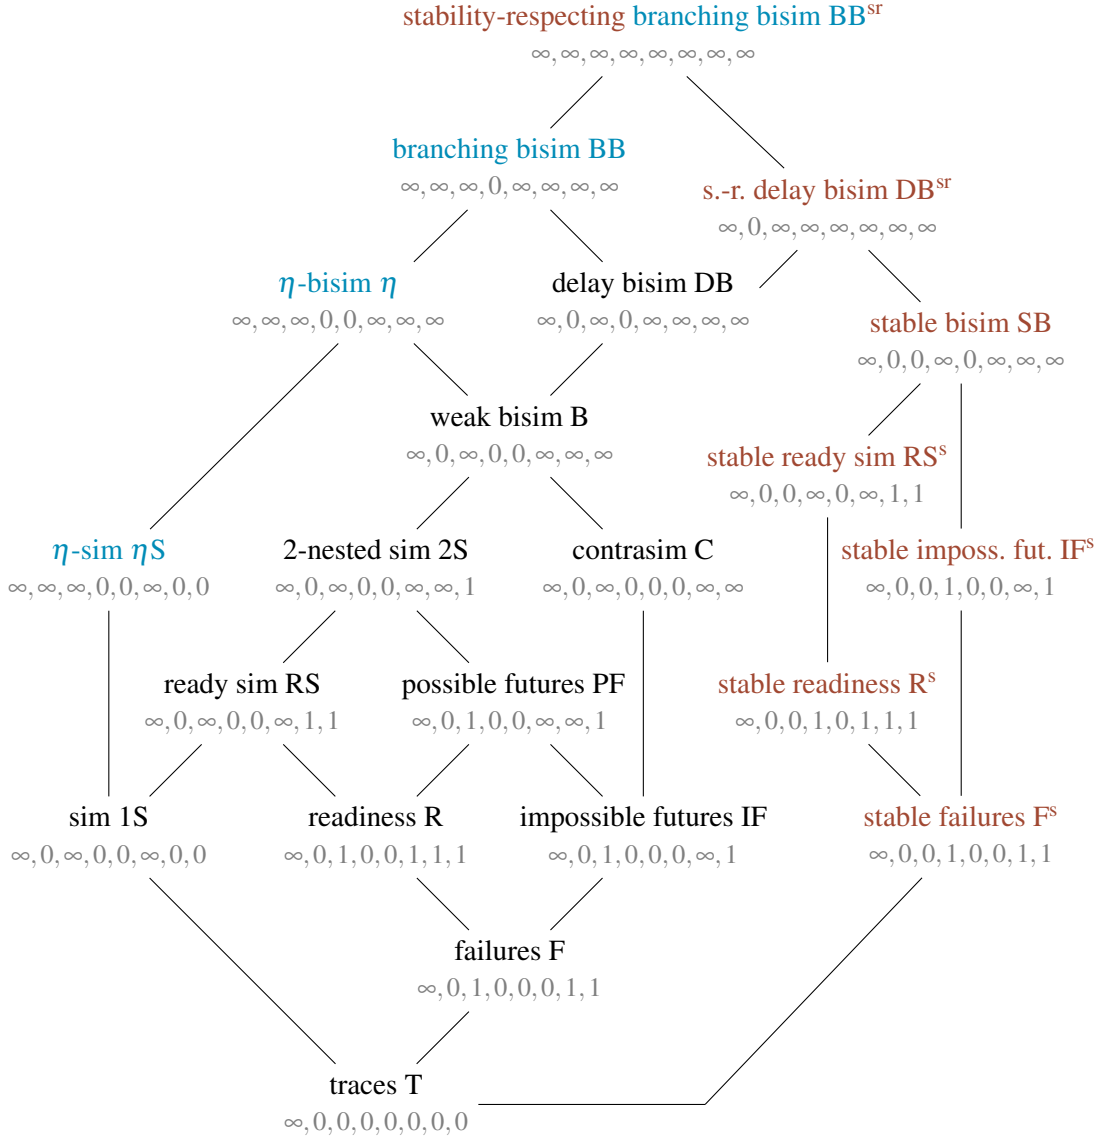 stability-respecting branching bisim BB^sr
∞,∞,∞,∞,∞,∞,∞,∞
branching bisim BB
∞,∞,∞,0,∞,∞,∞,∞
s.-r. delay bisim DB^sr
∞,0,∞,∞,∞,∞,∞,∞
η-bisim η
∞,∞,∞,0,0,∞,∞,∞
delay bisim DB
∞,0,∞,0,∞,∞,∞,∞
stable bisim SB
∞,0,0,∞,0,∞,∞,∞
weak bisim B
∞,0,∞,0,0,∞,∞,∞
stable ready sim RS^s
∞,0,0,∞,0,∞,1,1
η-sim ηS
∞,∞,∞,0,0,∞,0,0
2-nested sim 2S
∞,0,∞,0,0,∞,∞,1
contrasim C
∞,0,∞,0,0,0,∞,∞
stable imposs. fut. IF^s
∞,0,0,1,0,0,∞,1
ready sim RS
∞,0,∞,0,0,∞,1,1
possible futures PF
∞,0,1,0,0,∞,∞,1
stable readiness R^s
∞,0,0,1,0,1,1,1
sim 1S
∞,0,∞,0,0,∞,0,0
readiness R
∞,0,1,0,0,1,1,1
impossible futures IF
∞,0,1,0,0,0,∞,1
stable failures F^s
∞,0,0,1,0,0,1,1
failures F
∞,0,1,0,0,0,1,1
traces T
∞,0,0,0,0,0,0,0